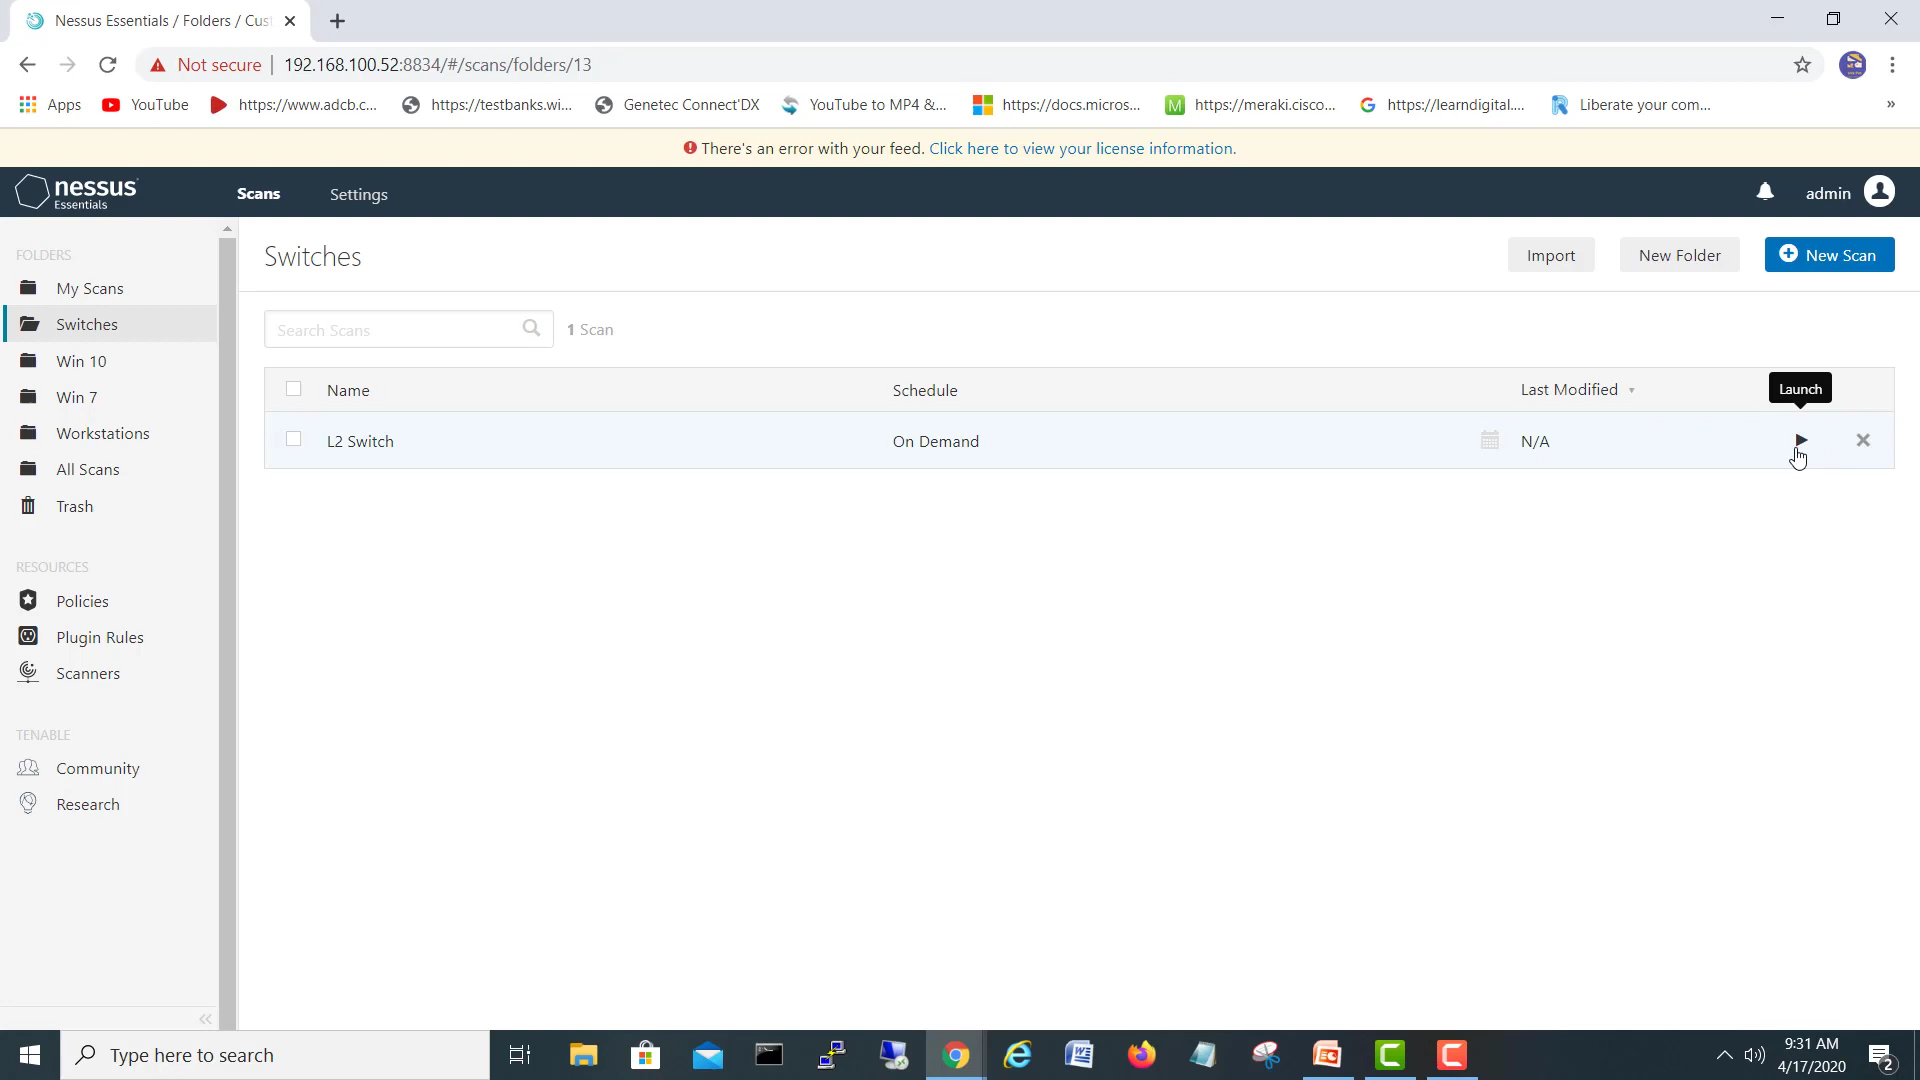 Nessus Essentials / Folders / Cus
Not secure 192.168.100.52:8834/#/scans/folders/13
Apps YouTube https://www.adcb.c... https://testbanks.wi... Genetec Connect'DX YouTube to MP4 &... https://docs.micros... M https://meraki.cisco... https://learndigital.... Liberate your com... »
There's an error with your feed. Click here to view your license information.
nessus
Essentials
Scans Settings admin
FOLDERS
My Scans
Switches
Win 10
Win 7
Workstations
All Scans
Trash
RESOURCES
Policies
Plugin Rules
Scanners
TENABLE
Community
Research
Switches Import New Folder New Scan
Search Scans 1 Scan
Name Schedule Last Modified Launch
L2 Switch On Demand N/A
Type here to search
9:31 AM
4/17/2020
2